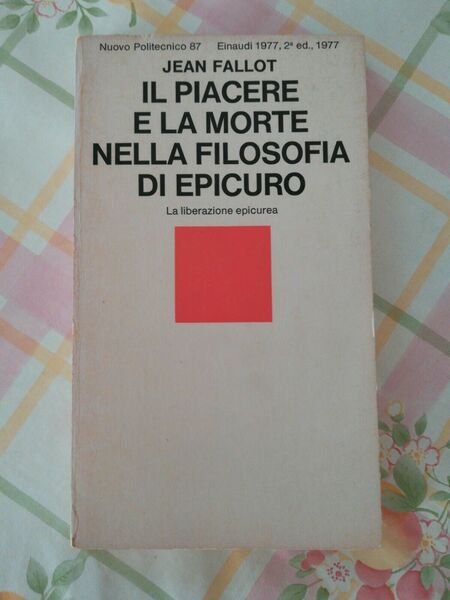 Nuovo Politecnico 87 Einaudi 1977, 2ª ed., 1977
JEAN FALLOT
IL PIACERE
E LA MORTE
NELLA FILOSOFIA
DI EPICURO
La liberazione epicurea